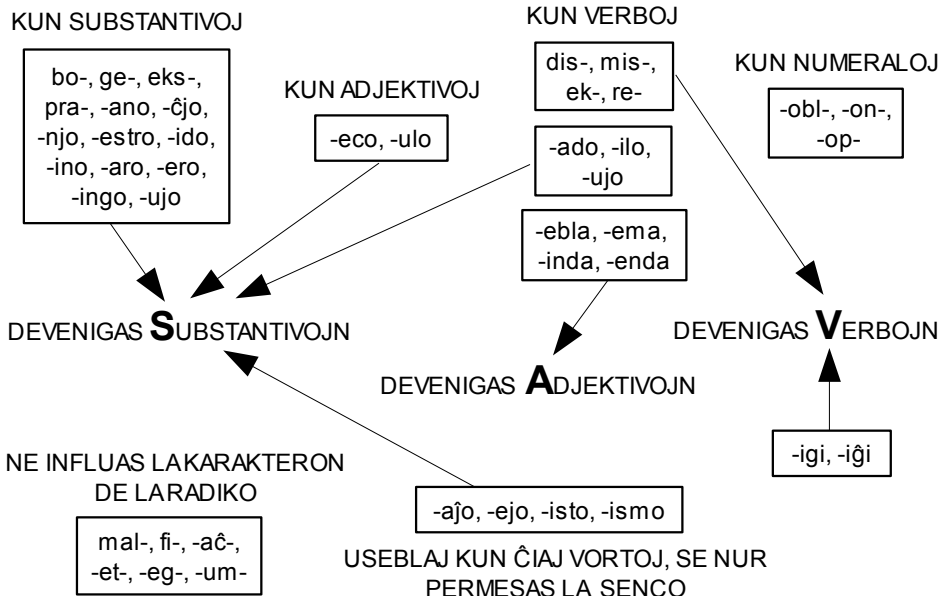 KUN SUBSTANTIVOJ
bo-, ge-, eks-,
pra-, -ano, -ĉjo,
-njo, -estro, -ido,
-ino, -aro, -ero,
-ingo, -ujo
KUN ADJEKTIVOJ
-eco, -ulo
KUN VERBOJ
dis-, mis-,
ek-, re-
-ado, -ilo,
-ujo
-ebla, -ema,
-inda, -enda
KUN NUMERALOJ
-obl-, -on-,
-op-
DEVENIGAS SUBSTANTIVOJN
DEVENIGAS ADJEKTIVOJN
DEVENIGAS VERBOJN
-igi, -iĝi
NE INFLUAS LA KARAKTERON
DE LA RADIKO
mal-, fi-, -aĉ-,
-et-, -eg-, -um-
-aĵo, -ejo, -isto, -ismo
USEBLAJ KUN ĈIAJ VORTOJ, SE NUR
PERMESAS LA SENCO